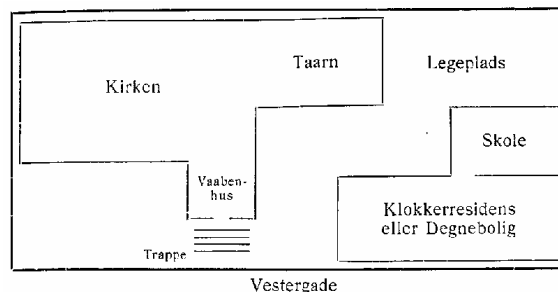 Kirken
Taarn
Legeplads
Skole
Vaaben-
hus
Klokkerresidens
eller Degnebolig
Trappe
Vestergade